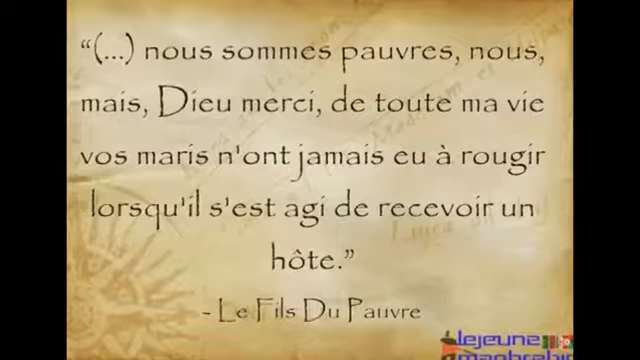 “(...) nous sommes pauvres, nous,
mais, Dieu merci, de toute ma vie
vos maris n'ont jamais eu à rougir
lorsqu'il s'est agi de recevoir un
hôte.”
- Le Fils Du Pauvre
lejeune